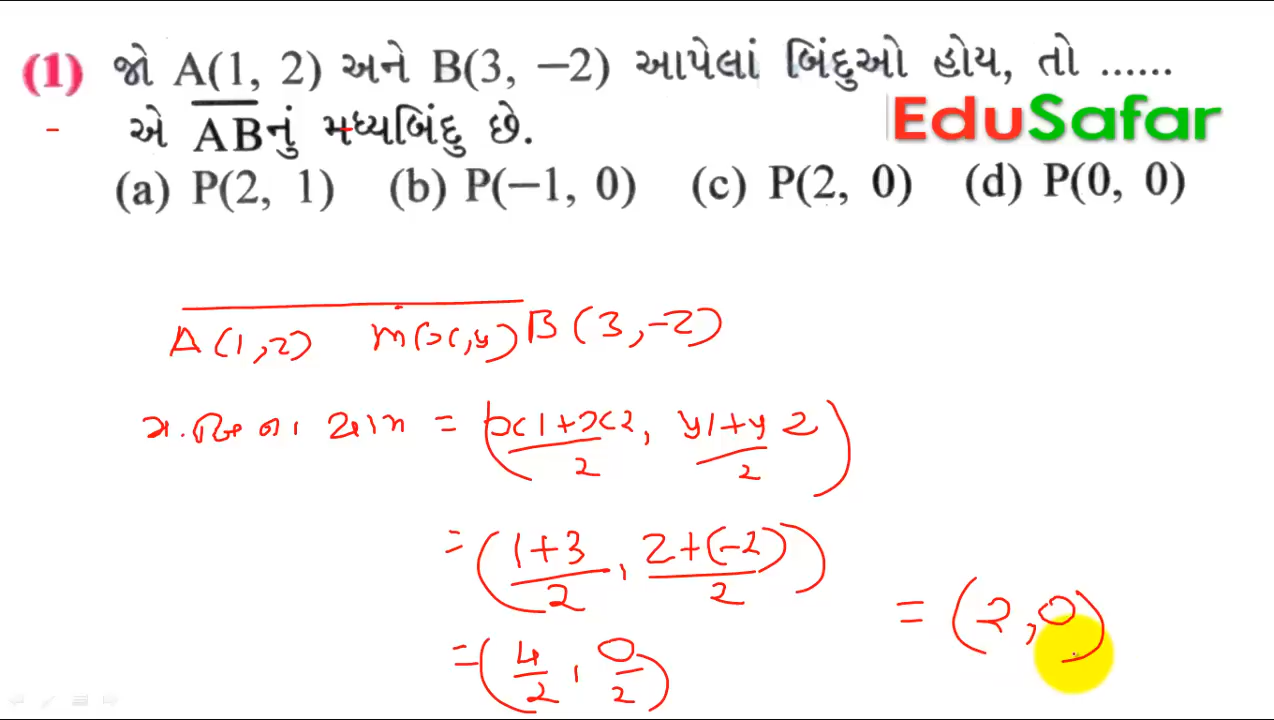 (1) જો A(1, 2) અને B(3, −2) આપેલાં બિંદુઓ હોય, તો ......
એ AB નું મધ્યબિંદુ છે.
EduSafar
(a) P(2, 1) (b) P(−1, 0) (c) P(2, 0) (d) P(0, 0)
A(1,2) m(x,y) B(3,-2)
= (x1+x2/2, y1+y2/2)
= (1+3/2, 2+(-2)/2)
= (4/2, 0/2)
= (2,0)